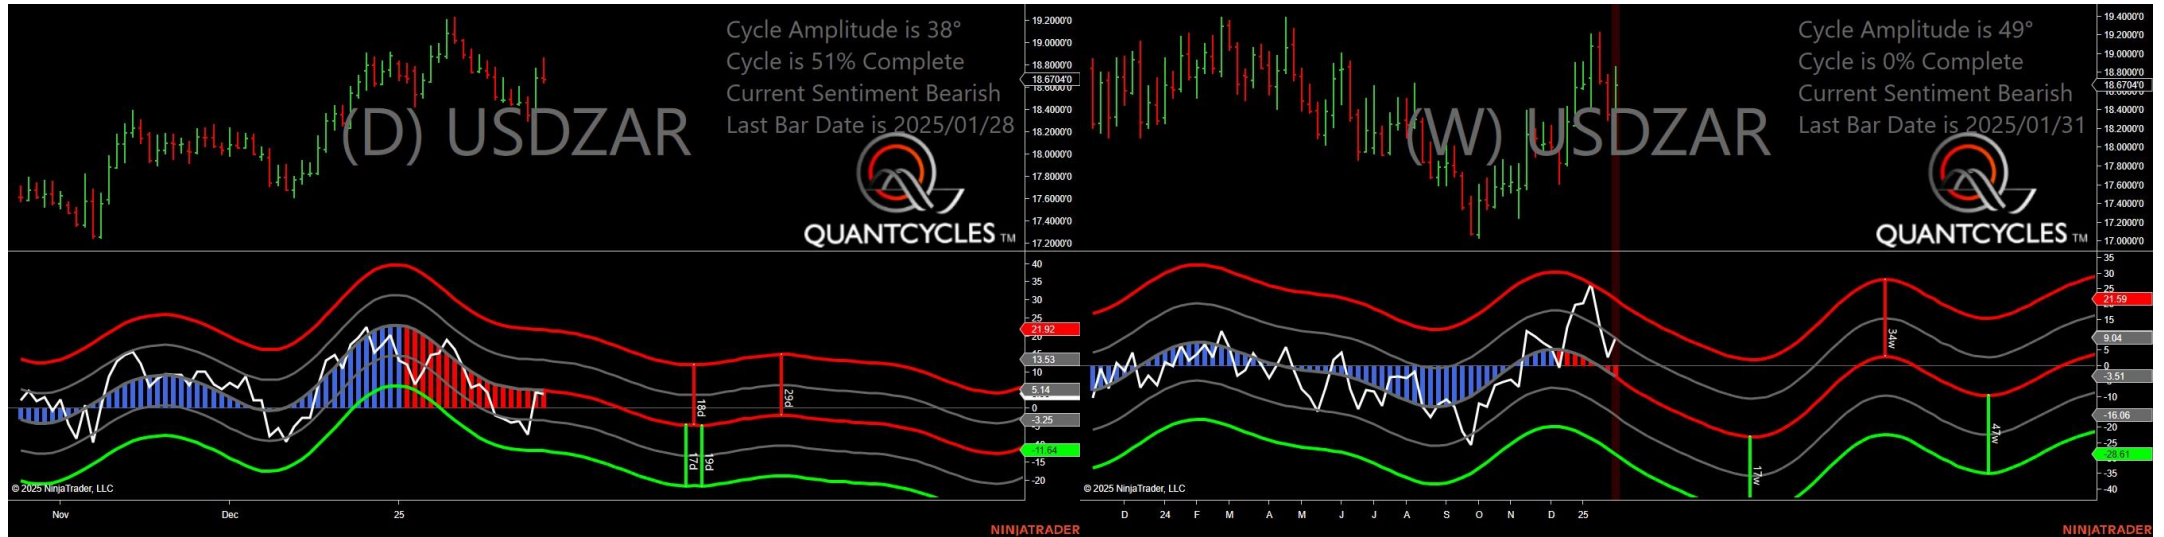 Cycle Amplitude is 38°
Cycle is 51% Complete
Current Sentiment Bearish
Last Bar Date is 2025/01/28
(D) USDZAR
QUANTCYCLES TM
19.2000'0
19.0000'0
18.8000'0
18.6704'0
18.4000'0
18.2000'0
18.0000'0
17.8000'0
17.6000'0
17.4000'0
17.2000'0
40
35
30
25
21.92
13.53
10
5.14
0
-3.25
-11.64
-15
-20
18d
29d
17d
19d
© 2025 NinjaTrader, LLC
Nov
Dec
25
NINJATRADER
Cycle Amplitude is 49°
Cycle is 0% Complete
Current Sentiment Bearish
Last Bar Date is 2025/01/31
(W) USDZAR
QUANTCYCLES TM
19.4000'0
19.2000'0
19.0000'0
18.8000'0
18.6704'0
18.4000'0
18.2000'0
18.0000'0
17.8000'0
17.6000'0
17.4000'0
17.2000'0
17.0000'0
35
30
25
21.59
15
9.04
5
0
-3.51
-10
-16.06
-20
-25
-28.61
-35
-40
34w
47w
17w
© 2025 NinjaTrader, LLC
D 24 F M A M J J A S O N D 25
NINJATRADER